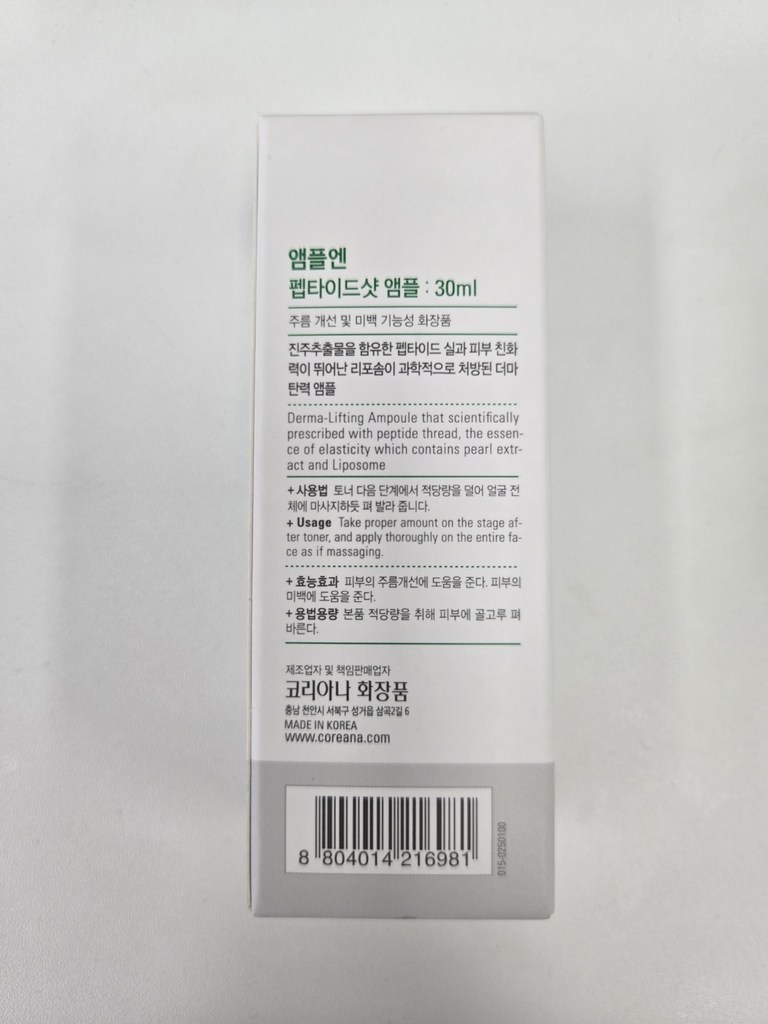 앰플엔
펩타이드샷 앰플 : 30ml
주름 개선 및 미백 기능성 화장품
진주추출물을 함유한 펩타이드 실과 피부 친화
력이 뛰어난 리포솜이 과학적으로 처방된 더마
탄력 앰플
Derma-Lifting Ampoule that scientifically
prescribed with peptide thread, the essen-
ce of elasticity which contains pearl extr-
act and Liposome
+ 사용법 토너 다음 단계에서 적당량을 덜어 얼굴 전
체에 마사지하듯 펴 발라 줍니다.
+ Usage Take proper amount on the stage af-
ter toner, and apply thoroughly on the entire fa-
ce as if massaging.
+ 효능효과 피부의 주름개선에 도움을 준다. 피부의
미백에 도움을 준다.
+ 용법용량 본품 적당량을 취해 피부에 골고루 펴
바른다.
제조업자 및 책임판매업자
코리아나 화장품
충남 천안시 서북구 성거읍 삼곡2길 6
MADE IN KOREA
www.coreana.com
8 804014 216981
015-0250100